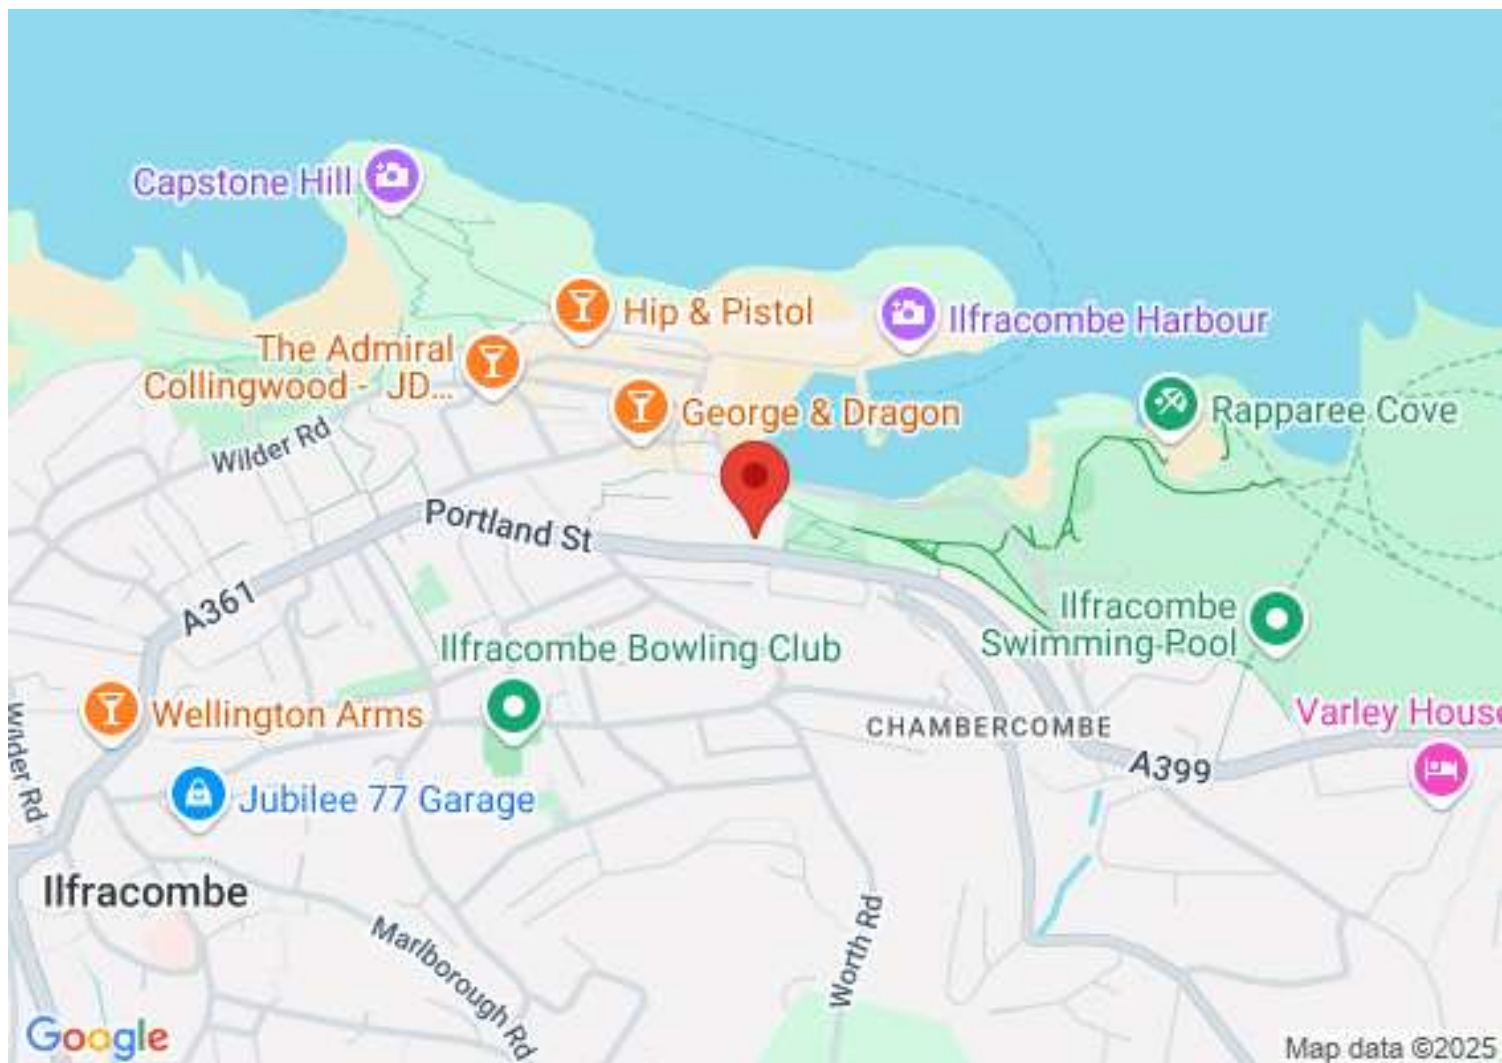 Capstone Hill
Hip & Pistol
Ilfracombe Harbour
The Admiral
Collingwood - JD...
George & Dragon
Rapparee Cove
Wilder Rd
Portland St
A361
Ilfracombe
Swimming Pool
Ilfracombe Bowling Club
Wellington Arms
CHAMBERCOMBE
Varley House
Wilder Rd
A399
Jubilee 77 Garage
Ilfracombe
Marlborough Rd
Worth Rd
Google
Map data ©2025